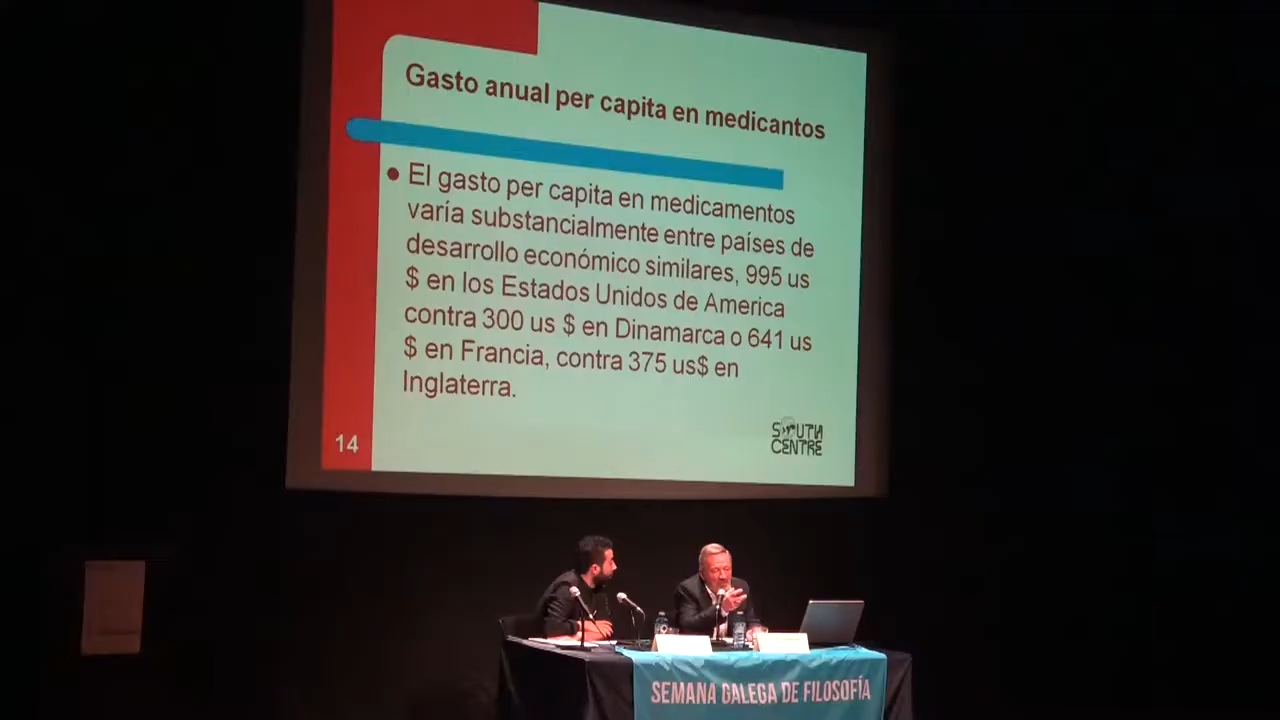 Gasto anual per capita en medicantos
El gasto per capita en medicamentos
varía substancialmente entre países de
desarrollo económico similares, 995 us
$ en los Estados Unidos de America
contra 300 us $ en Dinamarca o 641 us
$ en Francia, contra 375 us$ en
Inglaterra.
14
SOUTH
CENTRE
SEMANA GALEGA DE FILOSOFÍA